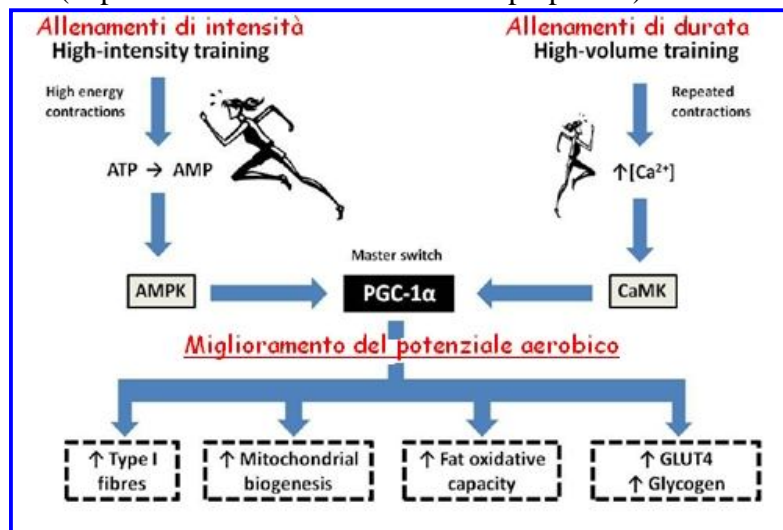 Allenamenti di intensità
High-intensity training
Allenamenti di durata
High-volume training
High energy
contractions
Repeated
contractions
ATP → AMP
↑[Ca²⁺]
Master switch
AMPK
PGC-1α
CaMK
Miglioramento del potenziale aerobico
↑ Type I
fibres
↑ Mitochondrial
biogenesis
↑ Fat oxidative
capacity
↑ GLUT4
↑ Glycogen